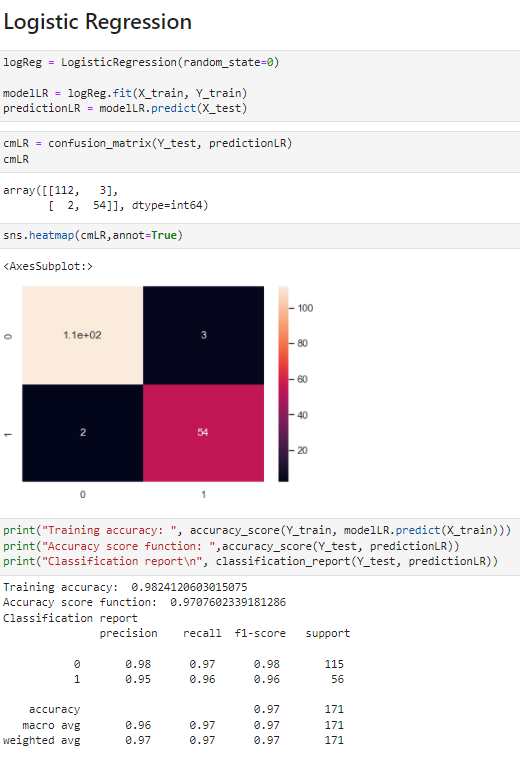 Logistic Regression
logReg = LogisticRegression(random_state=0)
modelLR = logReg.fit(X_train, Y_train)
predictionLR = modelLR.predict(X_test)
cmLR = confusion_matrix(Y_test, predictionLR)
cmLR
array([[112,   3],
       [  2,  54]], dtype=int64)
sns.heatmap(cmLR,annot=True)
<AxesSubplot:>
100
0 1.1e+02 3
80
60
1 2 54
40
20
0 1
print("Training accuracy: ", accuracy_score(Y_train, modelLR.predict(X_train)))
print("Accuracy score function: ",accuracy_score(Y_test, predictionLR))
print("Classification report\n", classification_report(Y_test, predictionLR))
Training accuracy:  0.9824120603015075
Accuracy score function:  0.9707602339181286
Classification report
precision recall f1-score support
0 0.98 0.97 0.98 115
1 0.95 0.96 0.96 56
accuracy 0.97 171
macro avg 0.96 0.97 0.97 171
weighted avg 0.97 0.97 0.97 171